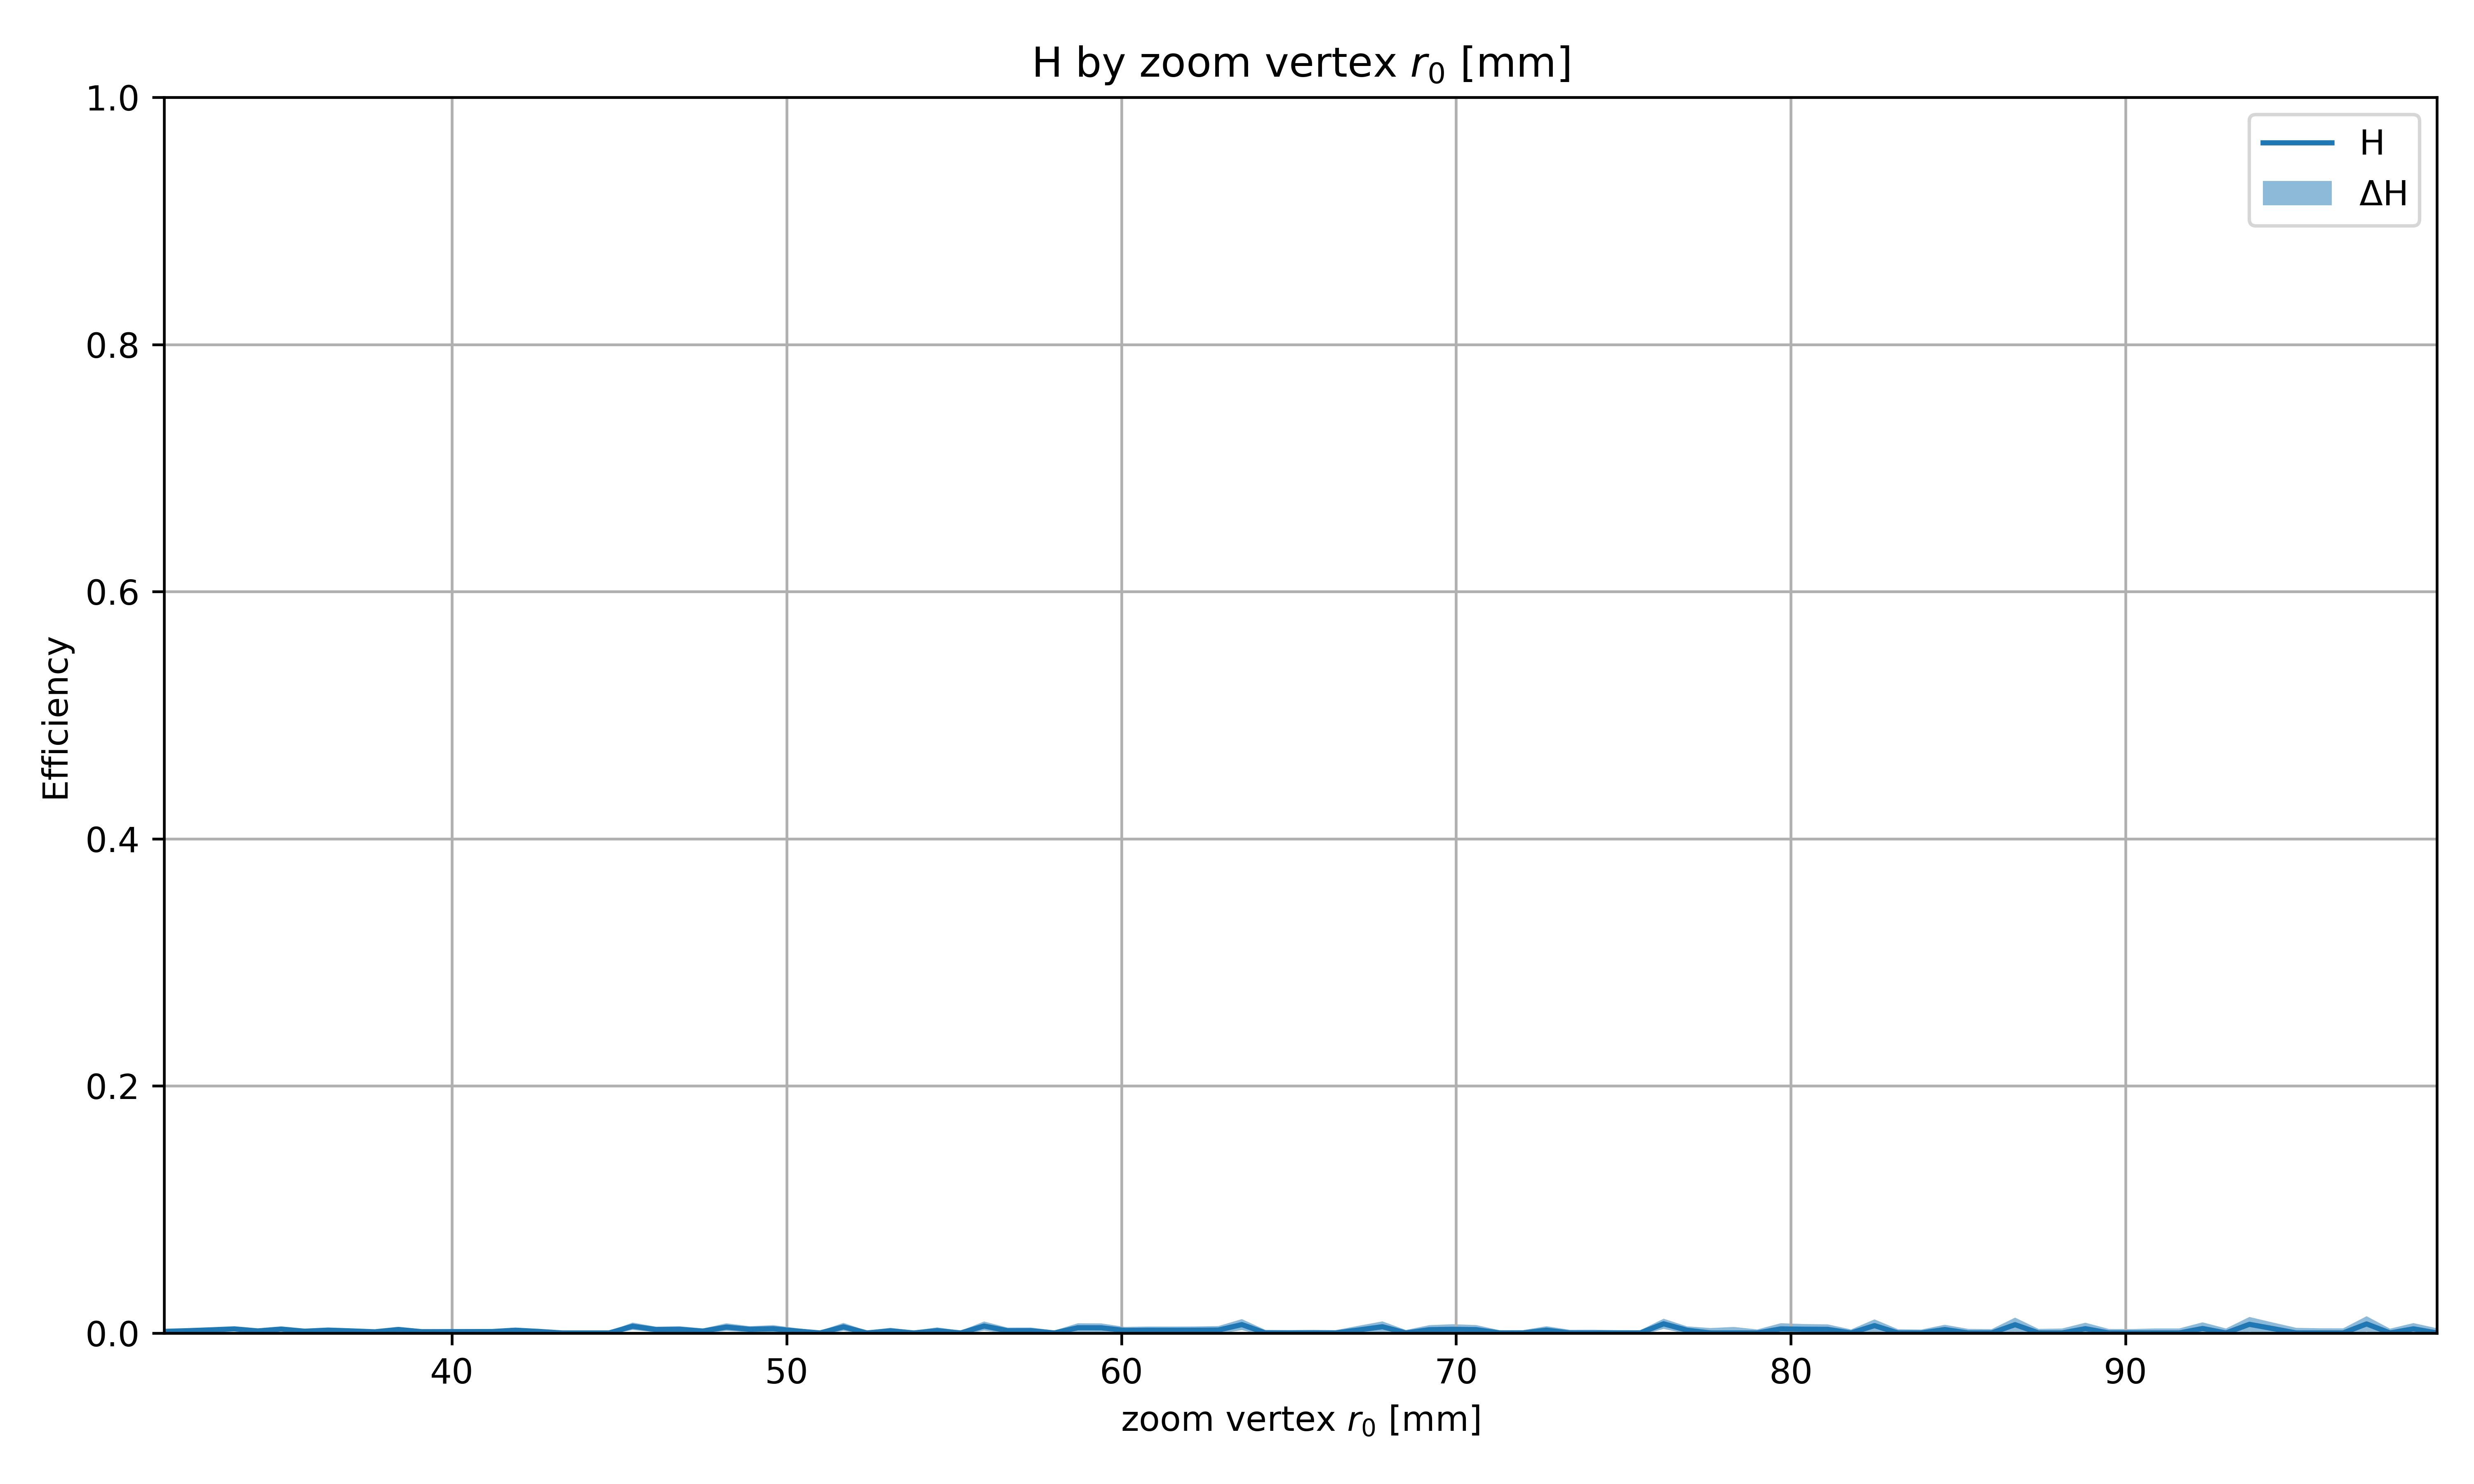 H by zoom vertex r₀ [mm]
1.0
0.8
0.6
0.4
0.2
0.0
Efficiency
H
ΔH
40 50 60 70 80 90
zoom vertex r₀ [mm]